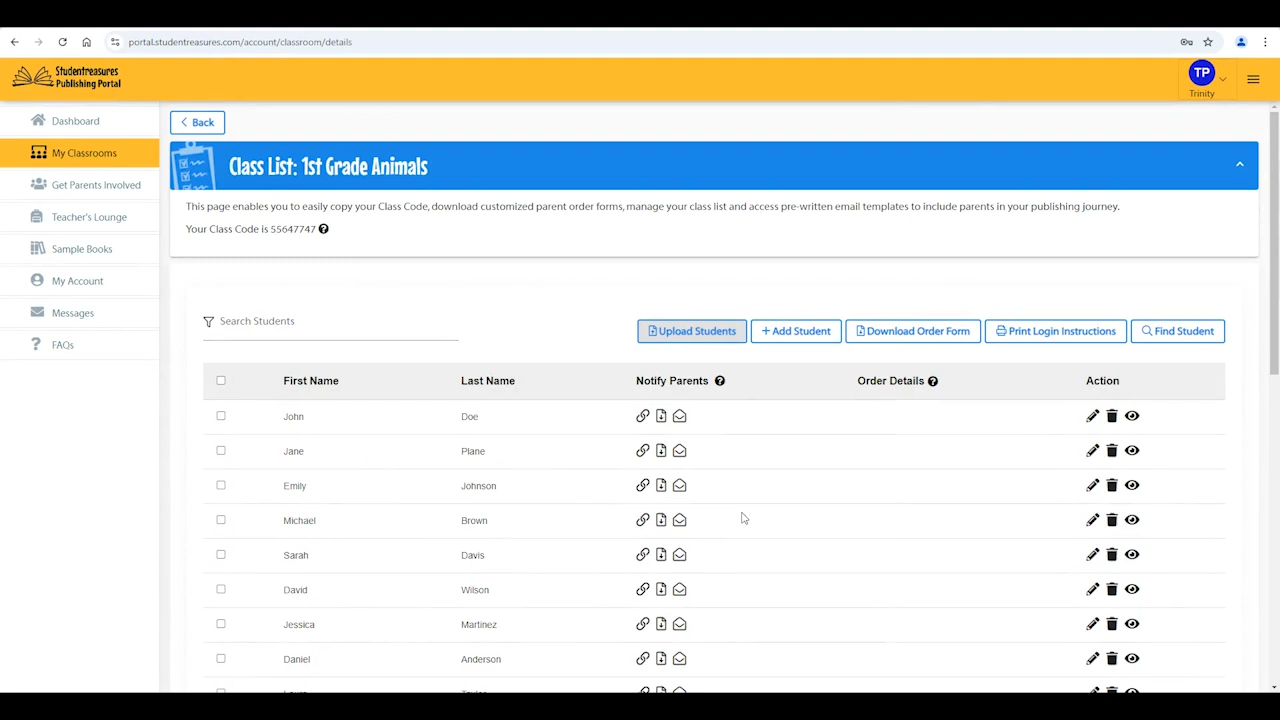 portal.studentreasures.com/account/classroom/details
Studentreasures
Publishing Portal
TP
Trinity
Dashboard
My Classrooms
Get Parents Involved
Teacher's Lounge
Sample Books
My Account
Messages
FAQs
Back
Class List: 1st Grade Animals
This page enables you to easily copy your Class Code, download customized parent order forms, manage your class list and access pre-written email templates to include parents in your publishing journey.
Your Class Code is 55647747
Search Students
Upload Students
+ Add Student
Download Order Form
Print Login Instructions
Find Student
First Name Last Name Notify Parents Order Details Action
John Doe
Jane Plane
Emily Johnson
Michael Brown
Sarah Davis
David Wilson
Jessica Martinez
Daniel Anderson